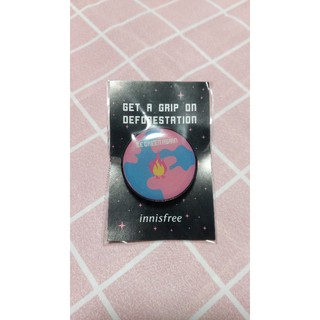 GET A GRIP ON
DEFORESTATION
innisfree